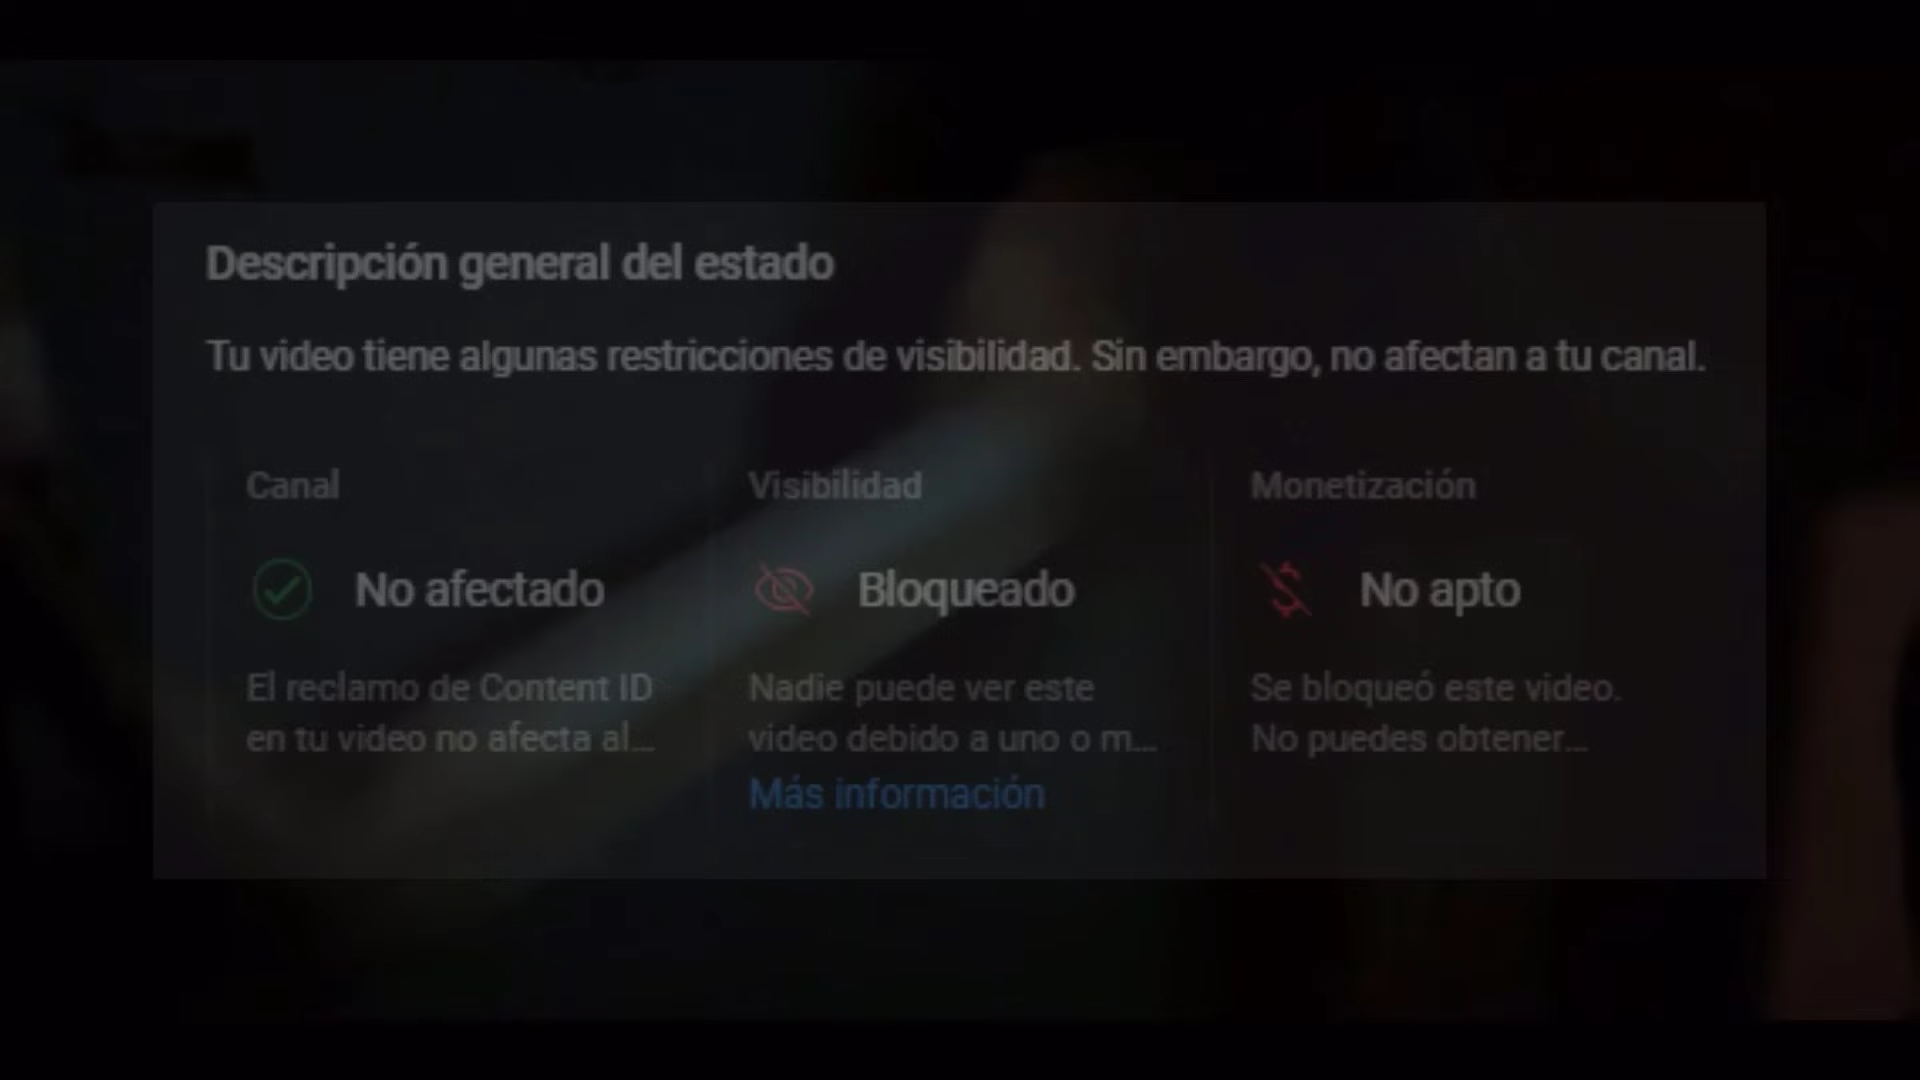 Descripción general del estado
Tu video tiene algunas restricciones de visibilidad. Sin embargo, no afectan a tu canal.
Canal
No afectado
El reclamo de Content ID
en tu video no afecta al...
Visibilidad
Bloqueado
Nadie puede ver este
video debido a uno o m...
Más información
Monetización
No apto
Se bloqueó este video.
No puedes obtener...